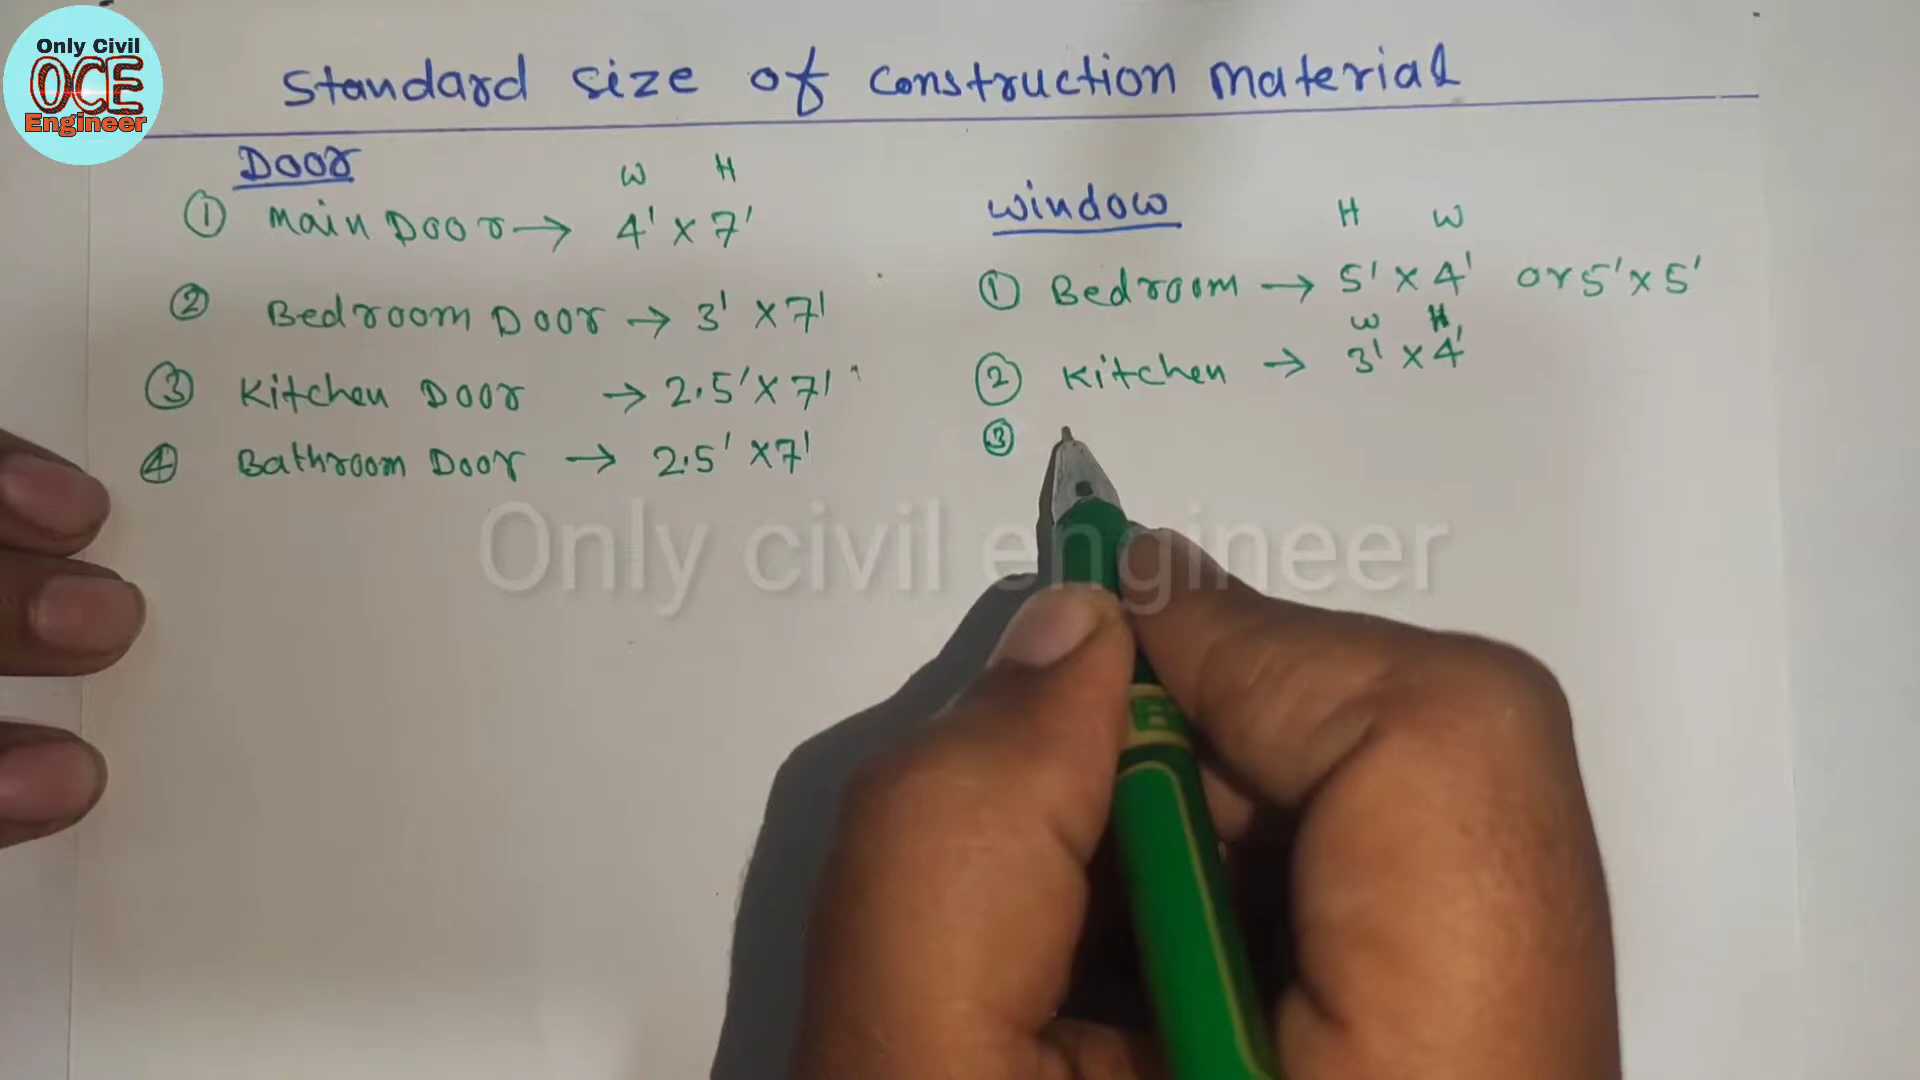 Only Civil
OCE
Engineer
Standard size of construction material
Door
W H
① Main Door → 4' x 7'
② Bedroom Door → 3' x 7'
③ Kitchen Door → 2.5' x 7'
④ Bathroom Door → 2.5' x 7'
Window
H W
① Bedroom → 5' x 4' or 5' x 5'
W H
② Kitchen → 3' x 4'
③
Only civil engineer